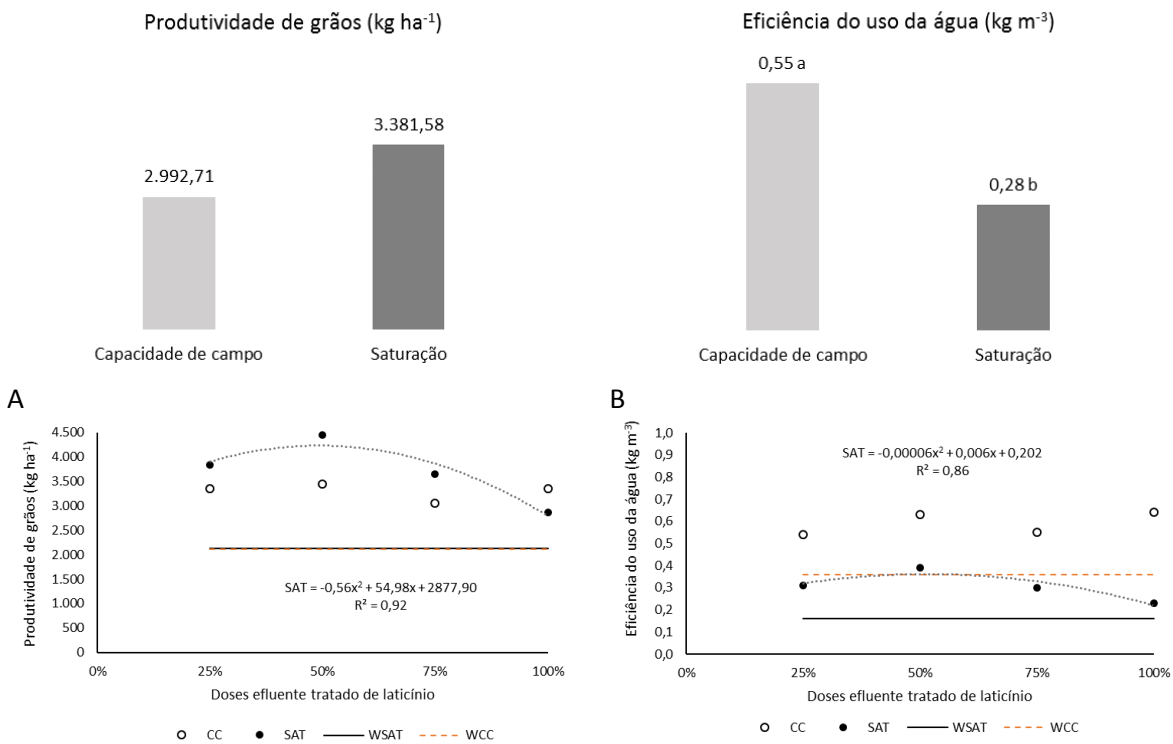 Produtividade de grãos (kg ha⁻¹)
2.992,71
3.381,58
Capacidade de campo
Saturação
Eficiência do uso da água (kg m⁻³)
0,55 a
0,28 b
Capacidade de campo
Saturação
A
Produtividade de grãos (kg ha⁻¹)
4.500
4.000
3.500
3.000
2.500
2.000
1.500
1.000
500
0
SAT = -0,56x² + 54,98x + 2877,90
R² = 0,92
0%
25%
50%
75%
100%
Doses efluente tratado de laticínio
CC
SAT
WSAT
WCC
B
Eficiência do uso da água (kg m⁻³)
1,0
0,9
0,8
0,7
0,6
0,5
0,4
0,3
0,2
0,1
0,0
SAT = -0,00006x² + 0,006x + 0,202
R² = 0,86
0%
25%
50%
75%
100%
Doses efluente tratado de laticínio
CC
SAT
WSAT
WCC